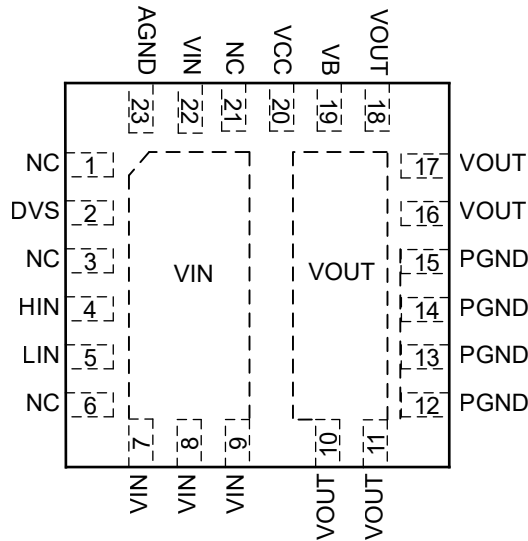 AGND VIN NC VCC VB VOUT
23 22 21 20 19 18
NC 1 17 VOUT
DVS 2 16 VOUT
NC 3 15 PGND
VIN VOUT
HIN 4 14 PGND
LIN 5 13 PGND
NC 6 12 PGND
7 8 9 10 11
VIN VIN VIN VOUT VOUT